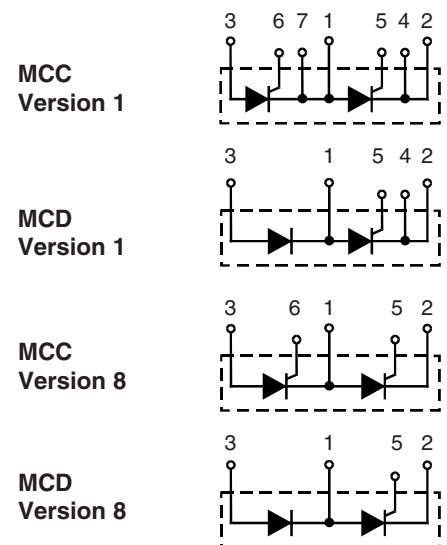 3 6 7 1 5 4 2
MCC
Version 1
3 1 5 4 2
MCD
Version 1
3 6 1 5 2
MCC
Version 8
3 1 5 2
MCD
Version 8